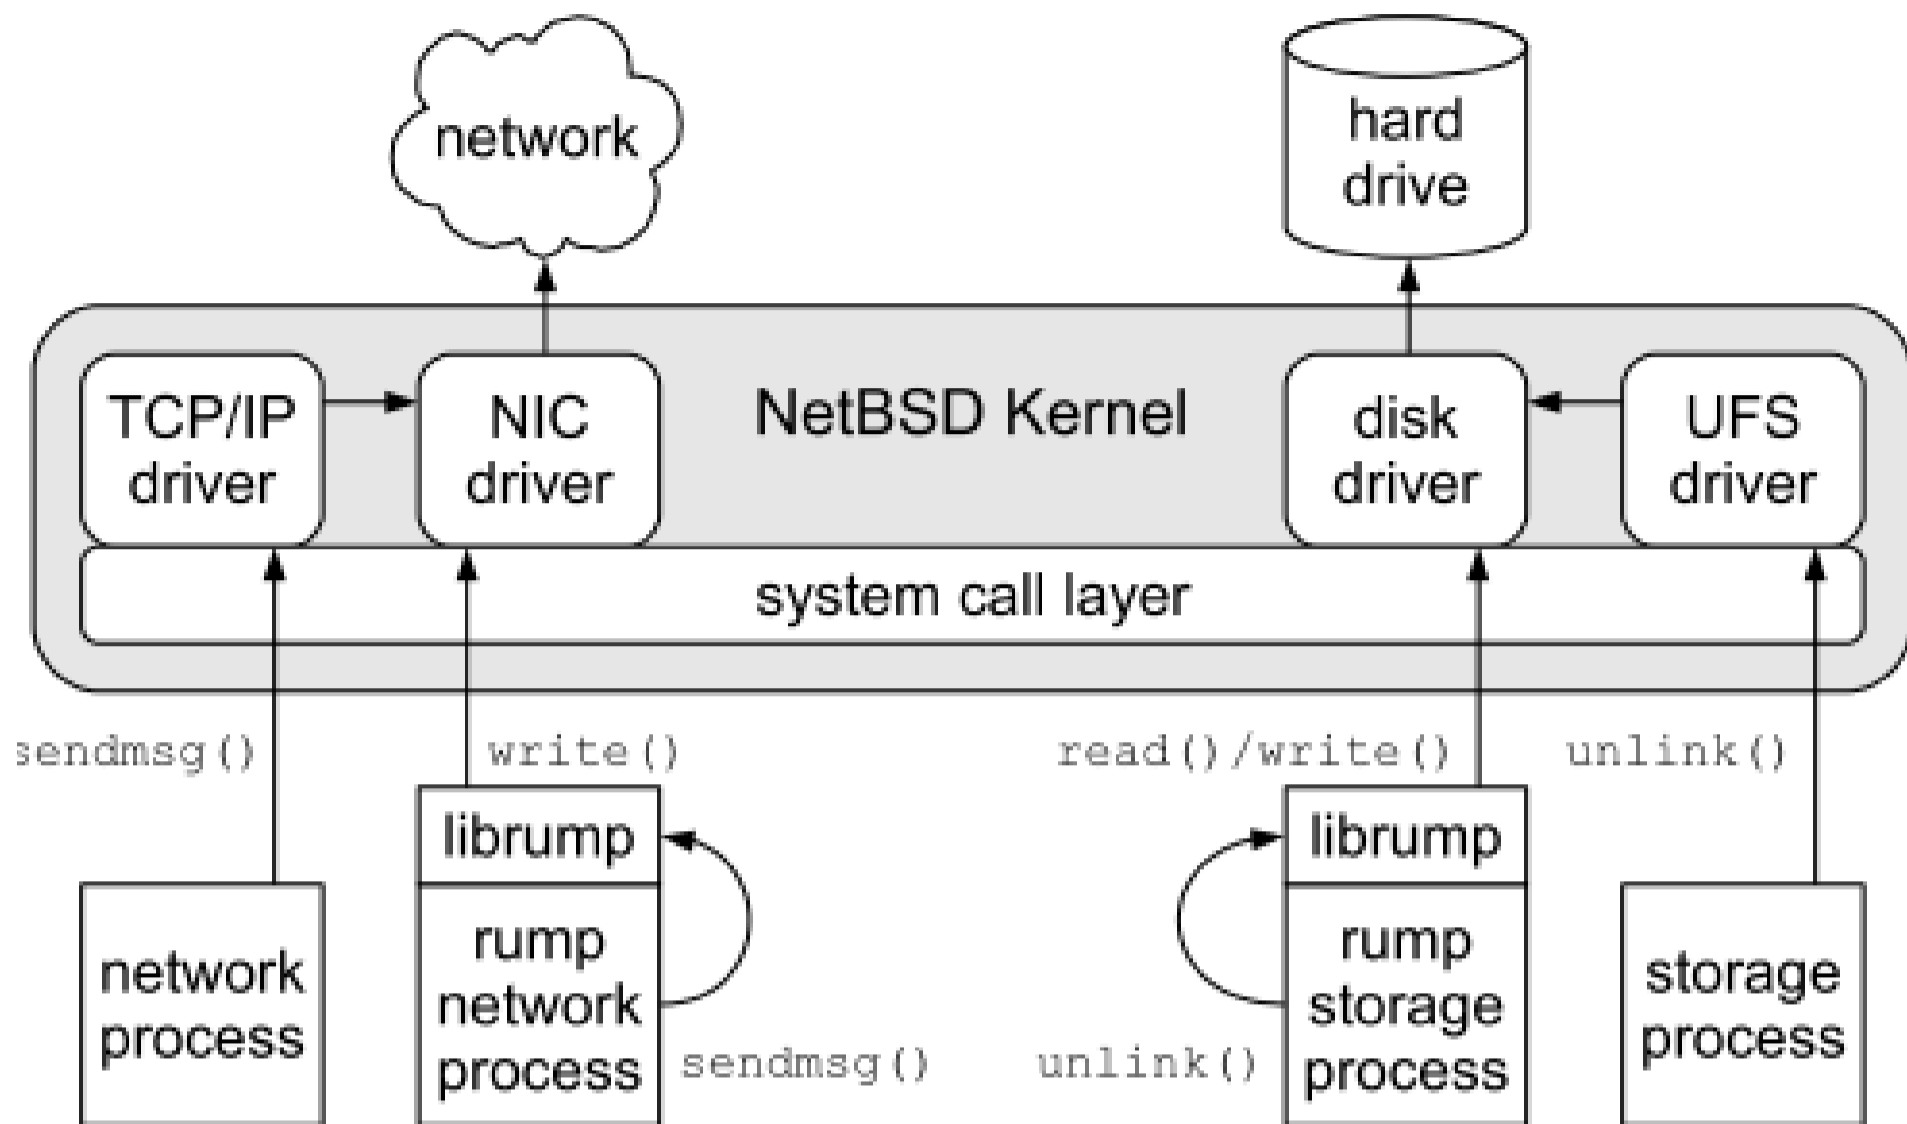 network
hard
drive
TCP/IP
driver
NIC
driver
NetBSD Kernel
disk
driver
UFS
driver
system call layer
sendmsg()
write()
read()/write()
unlink()
librump
librump
network
process
rump
network
process
sendmsg()
unlink()
rump
storage
process
storage
process